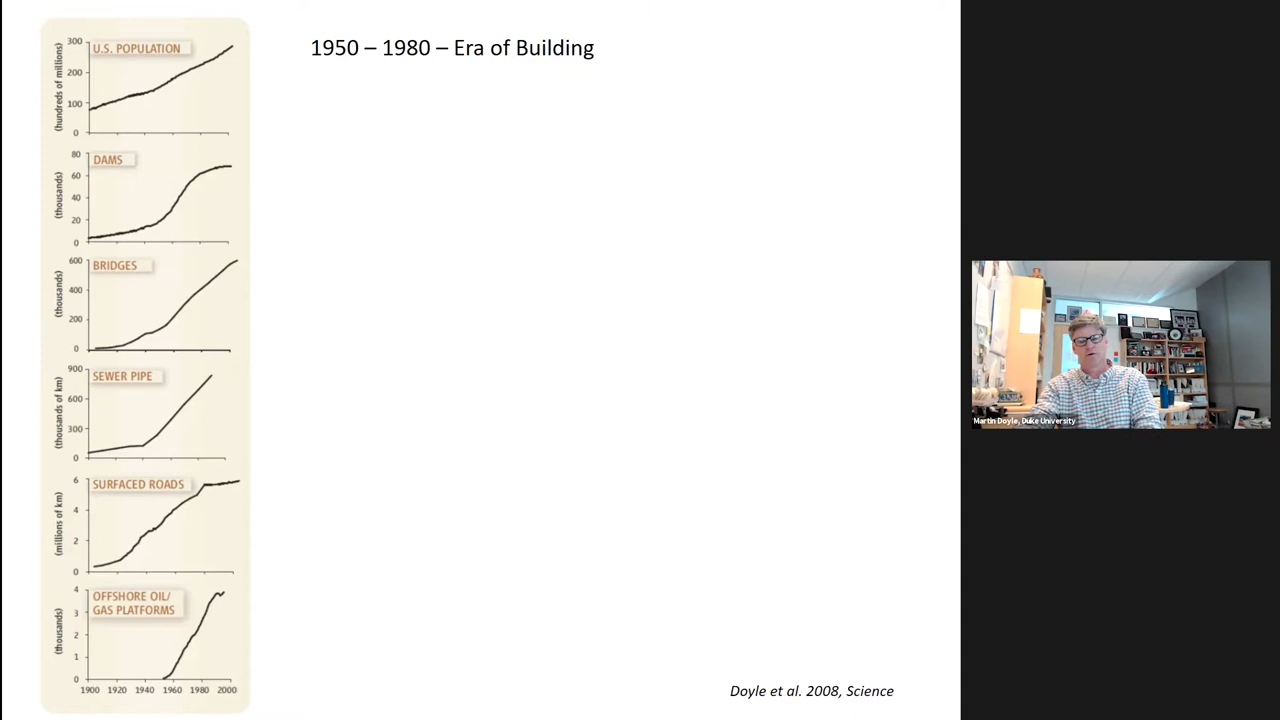 1950 – 1980 – Era of Building
U.S. POPULATION
(hundreds of millions)
300
200
100
0
DAMS
(thousands)
80
60
40
20
0
BRIDGES
(thousands)
600
400
200
0
SEWER PIPE
(thousands of km)
900
600
300
0
SURFACED ROADS
(millions of km)
6
4
2
0
OFFSHORE OIL/
GAS PLATFORMS
(thousands)
4
3
2
1
0
1900 1920 1940 1960 1980 2000
Doyle et al. 2008, Science
Martin Doyle, Duke University